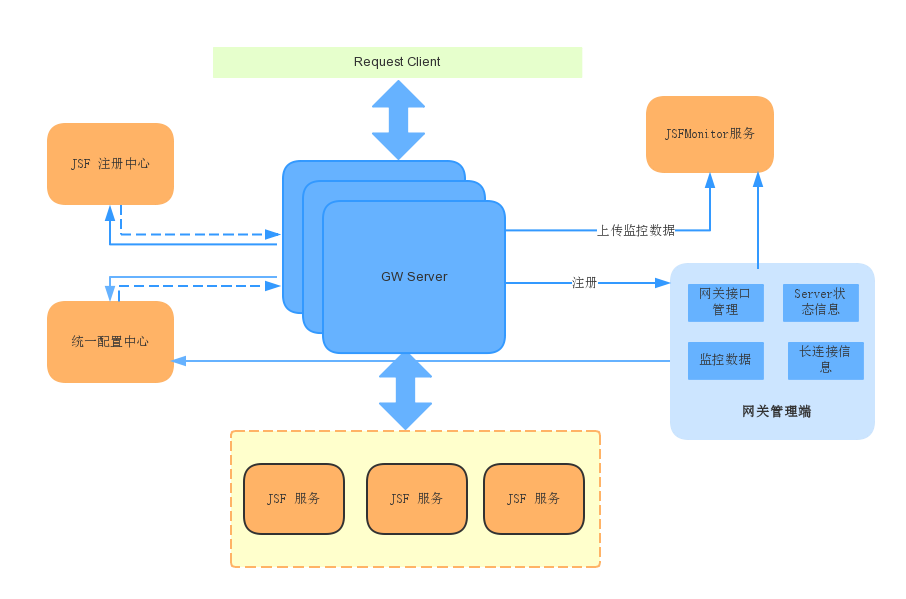 Request Client
JSF 注册中心
JSFMonitor服务
上传监控数据
GW Server
注册
网关接口
管理
Server状
态信息
统一配置中心
监控数据
长连接信
息
网关管理端
JSF 服务
JSF 服务
JSF 服务